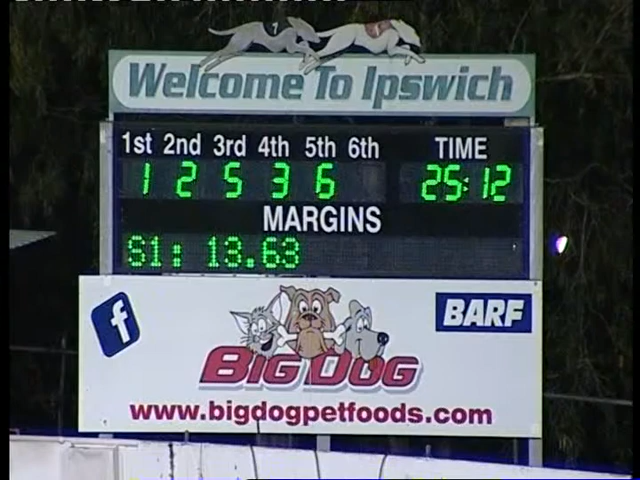 Welcome To Ipswich
1st 2nd 3rd 4th 5th 6th TIME
1 2 5 3 6 25:12
MARGINS
S1: 13.63
f
BARF
BIG DOG
www.bigdogpetfoods.com